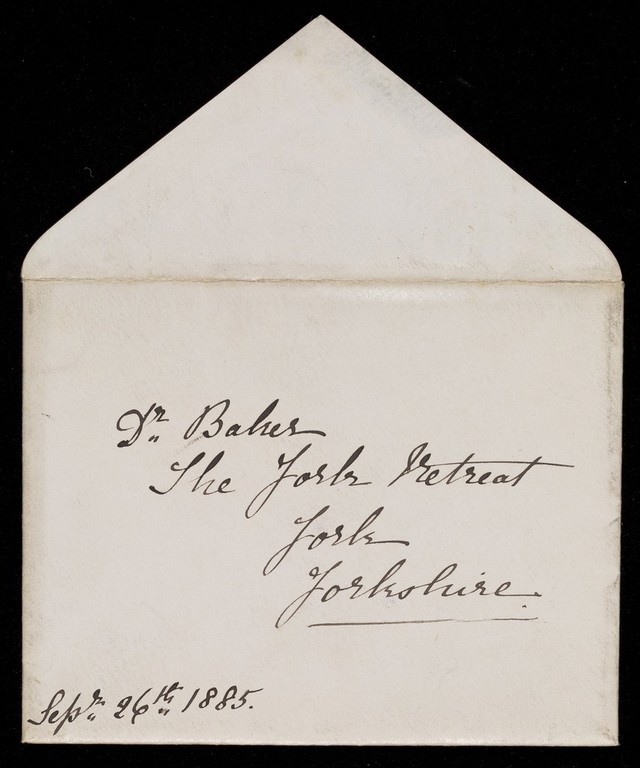 Dr. Baker
The York Retreat
York
Yorkshire.
Sepr. 26th. 1885.